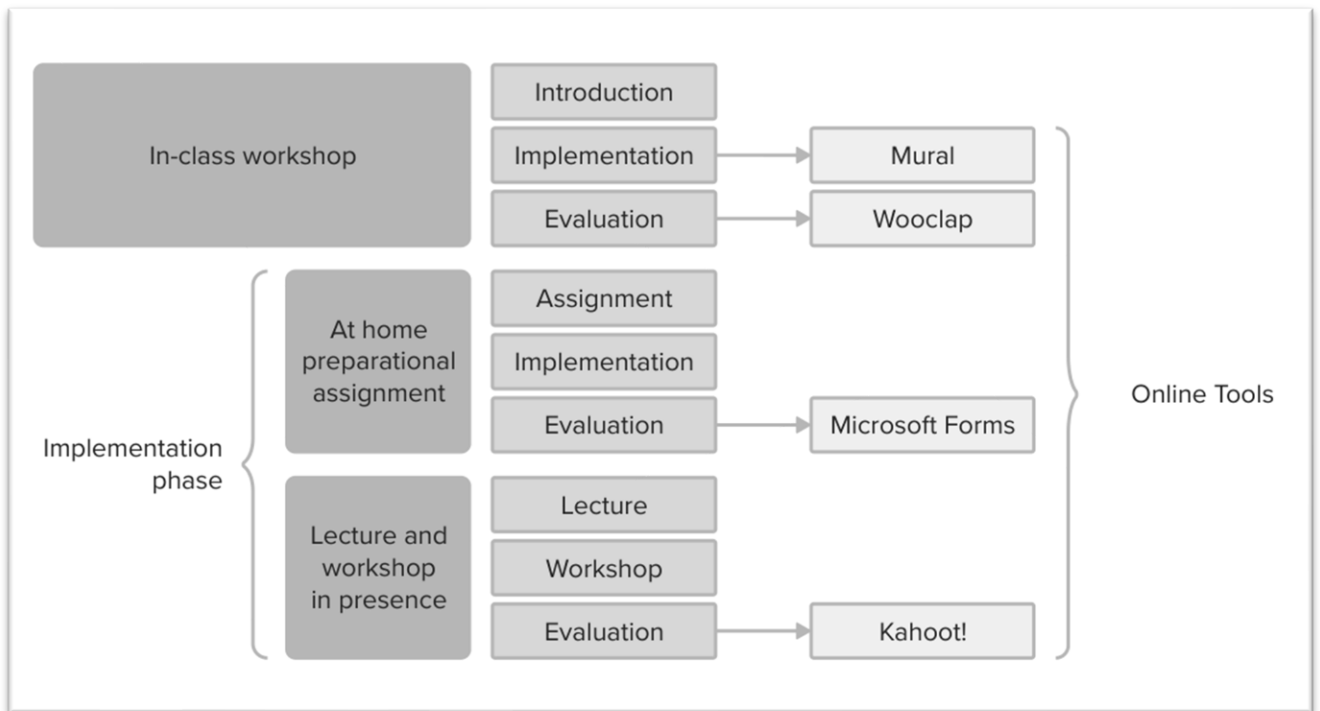 In-class workshop
Introduction
Implementation
Mural
Evaluation
Wooclap
Implementation
phase
At home
preparational
assignment
Assignment
Implementation
Evaluation
Microsoft Forms
Lecture and
workshop
in presence
Lecture
Workshop
Evaluation
Kahoot!
Online Tools